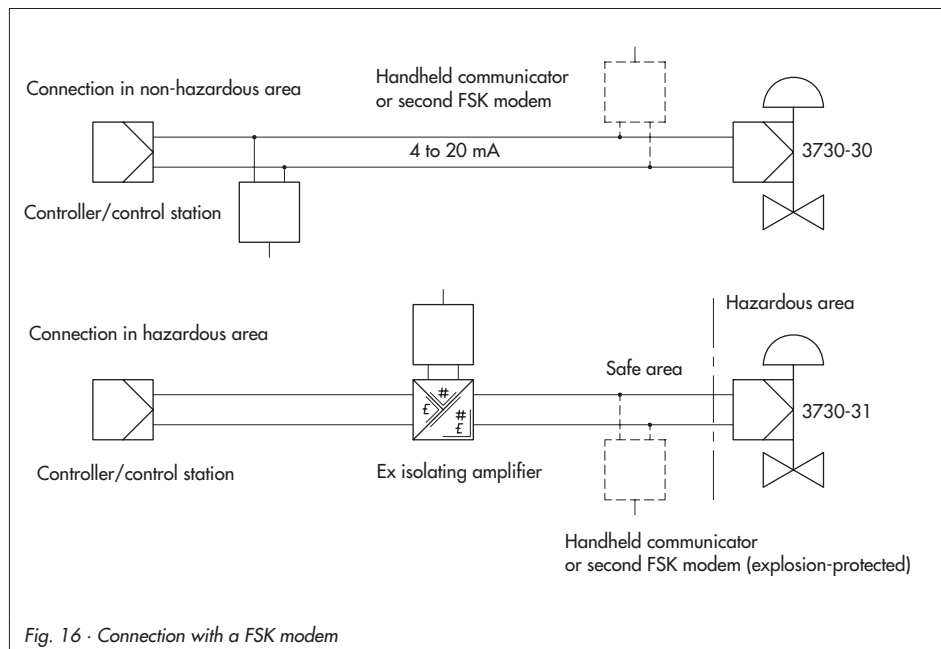 Handheld communicator
or second FSK modem
Connection in non-hazardous area
4 to 20 mA
3730-30
Controller/control station
Hazardous area
Connection in hazardous area
Safe area
#
E
#
E
3730-31
Controller/control station
Ex isolating amplifier
Handheld communicator
or second FSK modem (explosion-protected)
Fig. 16 · Connection with a FSK modem